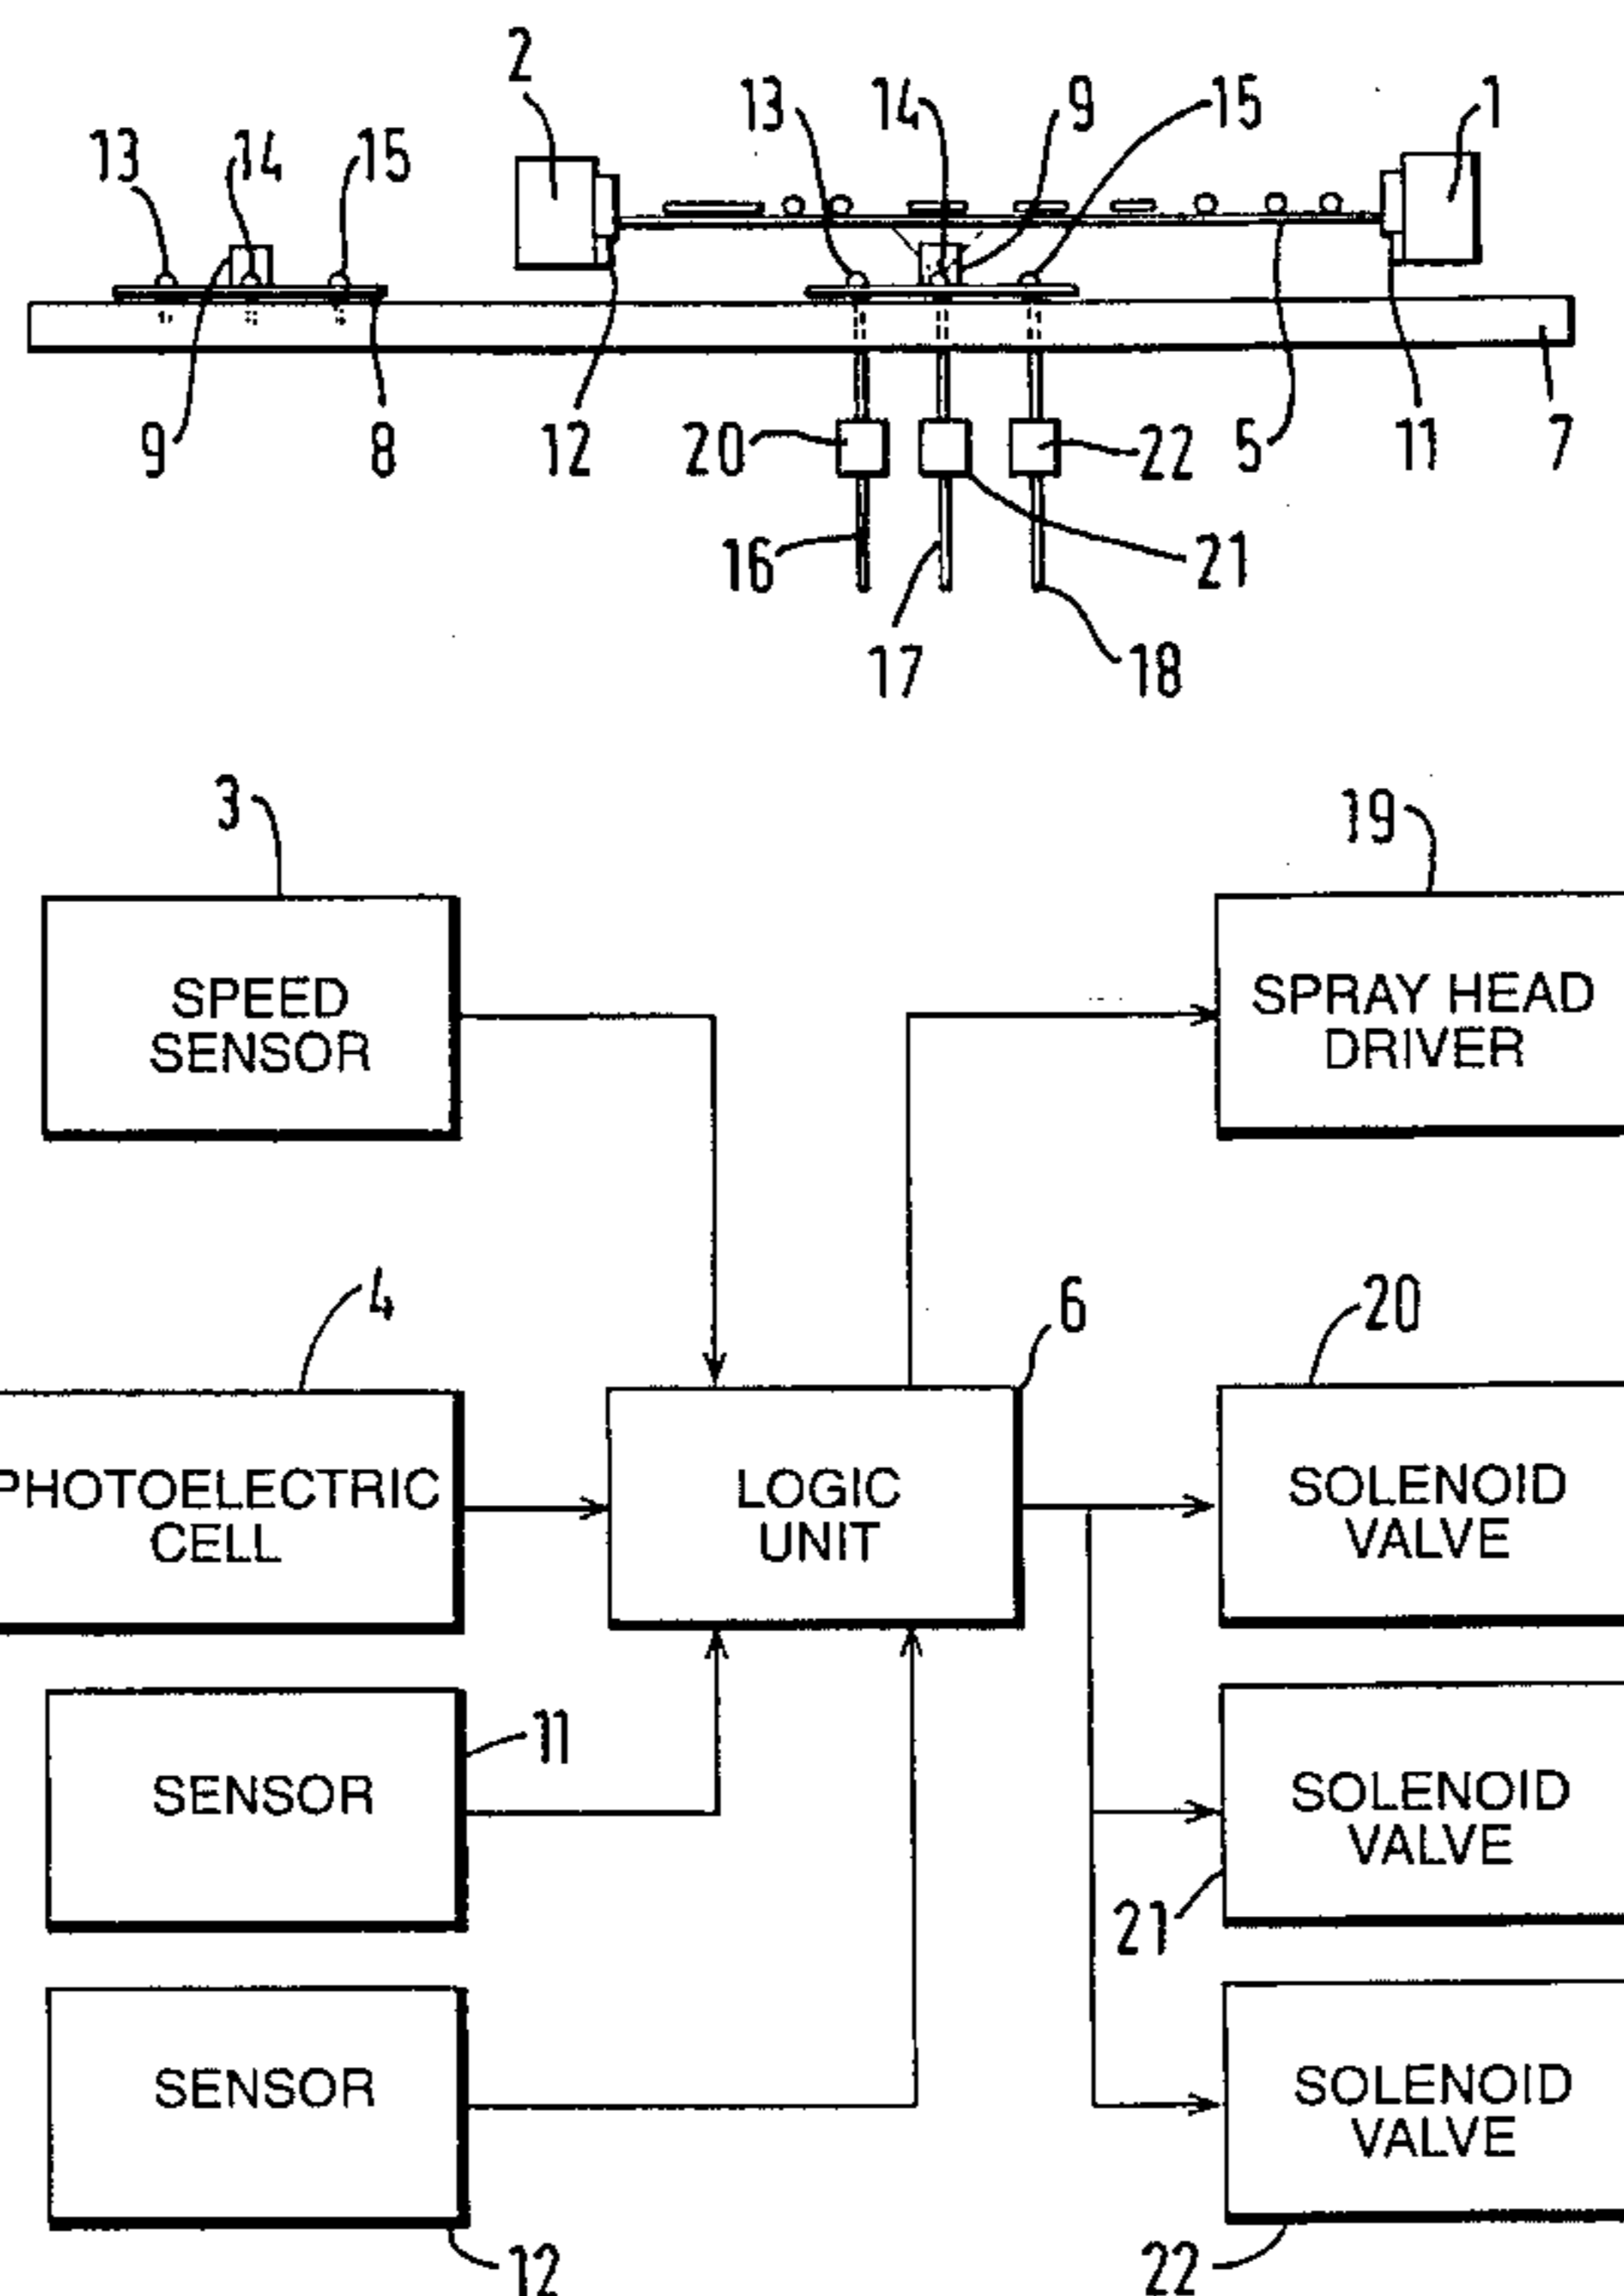 2
13
14
9
15
1
13
14
15
9
8
12
20
22
5
11
7
16
21
17
18
3
19
SPEED
SENSOR
SPRAY HEAD
DRIVER
4
6
20
PHOTOELECTRIC
CELL
LOGIC
UNIT
SOLENOID
VALVE
11
SENSOR
SOLENOID
VALVE
21
SENSOR
SOLENOID
VALVE
12
22